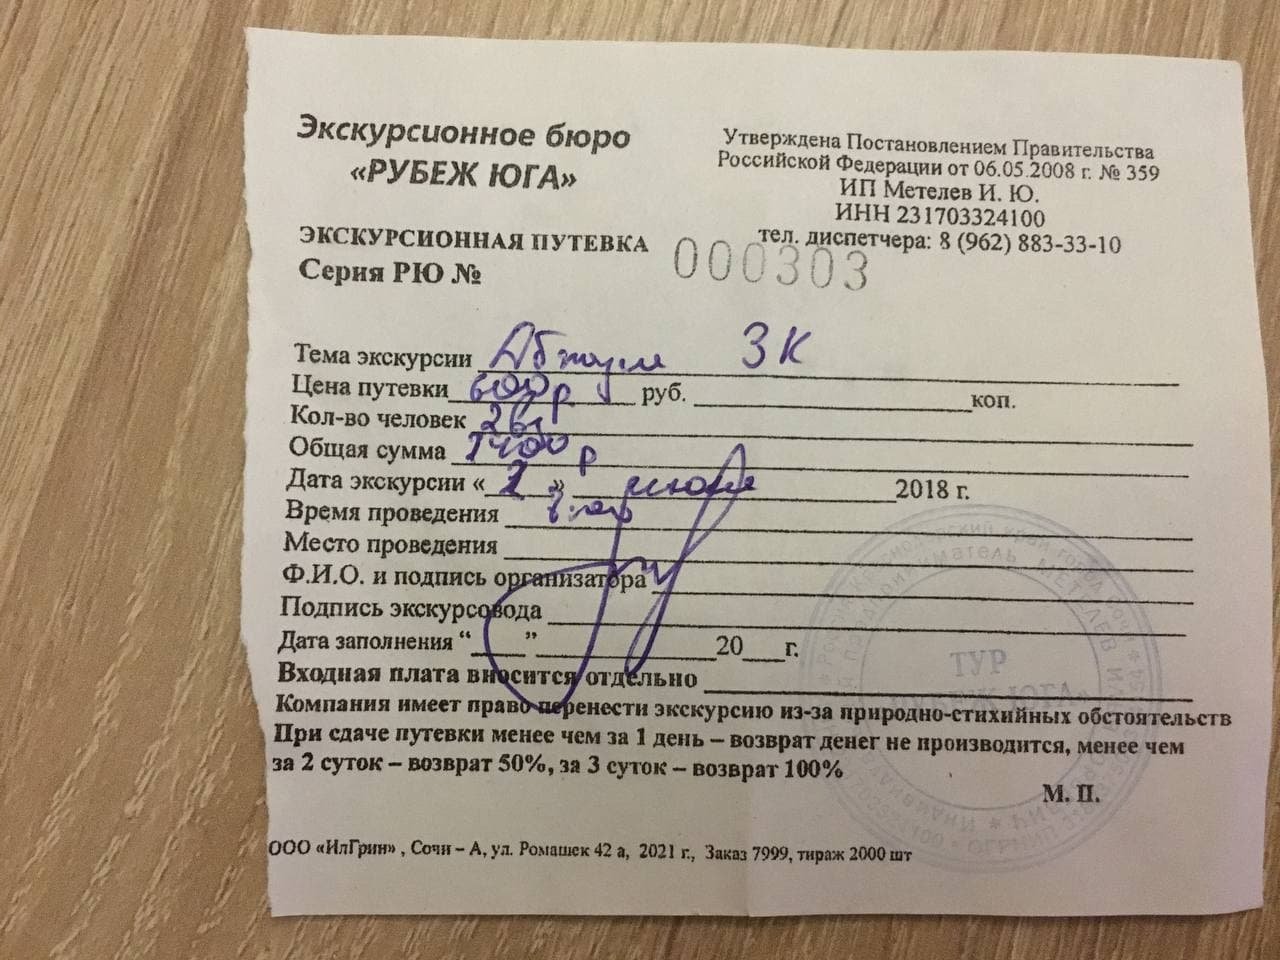 Экскурсионное бюро
«РУБЕЖ ЮГА»
Утверждена Постановлением Правительства
Российской Федерации от 06.05.2008 г. № 359
ИП Метелев И. Ю.
ИНН 231703324100
тел. диспетчера: 8 (962) 883-33-10
ЭКСКУРСИОННАЯ ПУТЕВКА
Серия РЮ № 000303
Тема экскурсии ЗК
Цена путевки руб. коп.
Кол-во человек
Общая сумма
Дата экскурсии « » 2018 г.
Время проведения
Место проведения
Ф.И.О. и подпись организатора
Подпись экскурсовода
Дата заполнения “ ” 20 г.
Входная плата вносится отдельно
Компания имеет право перенести экскурсию из-за природно-стихийных обстоятельств
При сдаче путевки менее чем за 1 день – возврат денег не производится, менее чем
за 2 суток – возврат 50%, за 3 суток – возврат 100%
М. П.
ТУР
ООО «ИлГрин» , Сочи – А, ул. Ромашек 42 а, 2021 г., Заказ 7999, тираж 2000 шт